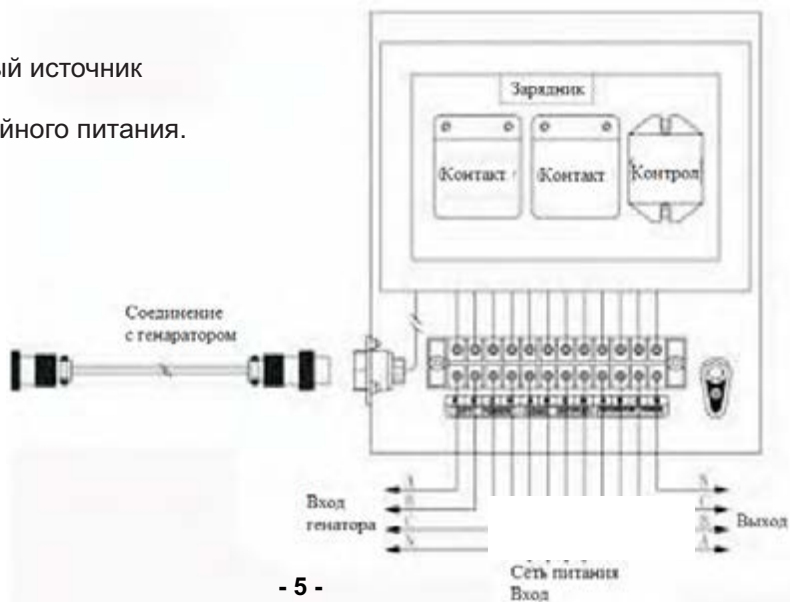 ый источник
йного питания.
Зарядник
Контакт
Контакт
Контрол
Соединение
с генаратором
Вход
генатора
A
B
C
N
N
C
B
A
Выход
Сеть питания
Вход
- 5 -